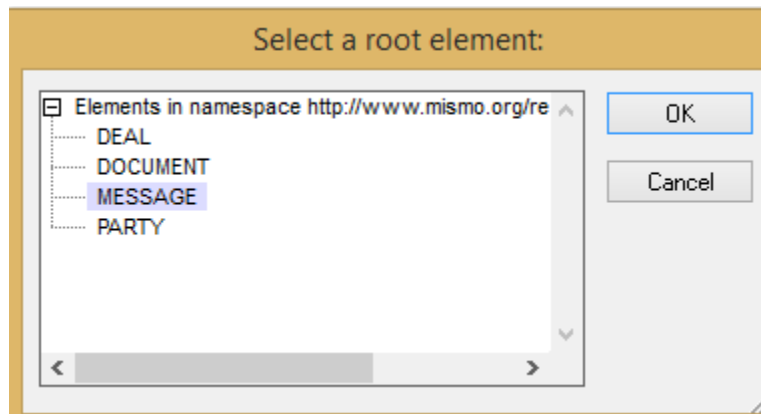 Select a root element:
Elements in namespace http://www.mismo.org/re
DEAL
DOCUMENT
MESSAGE
PARTY
OK
Cancel